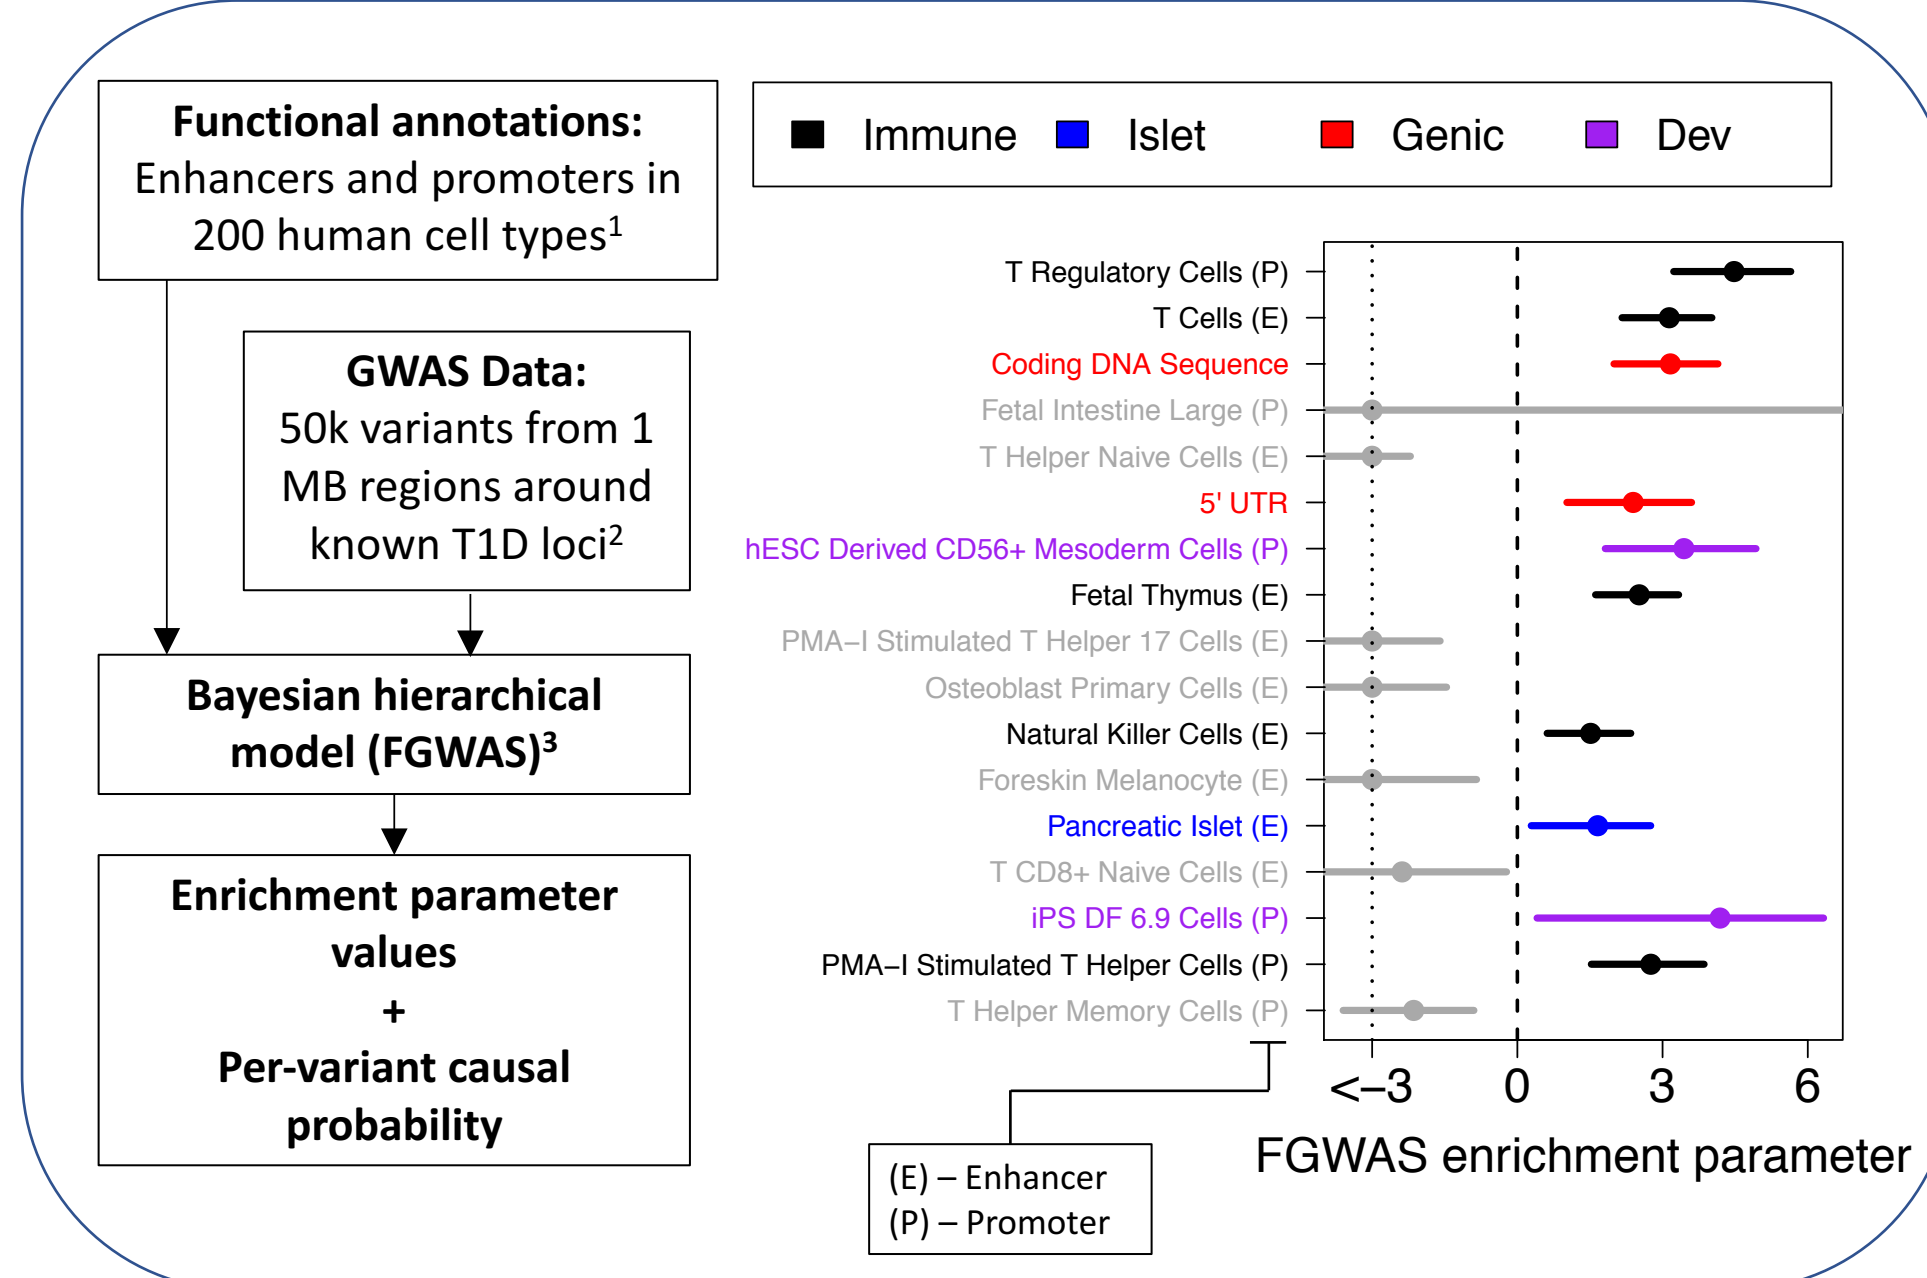 Functional annotations:
Enhancers and promoters in
200 human cell types¹
GWAS Data:
50k variants from 1
MB regions around
known T1D loci²
Bayesian hierarchical
model (FGWAS)³
Enrichment parameter
values
+
Per-variant causal
probability
Immune Islet Genic Dev
T Regulatory Cells (P)
T Cells (E)
Coding DNA Sequence
Fetal Intestine Large (P)
T Helper Naive Cells (E)
5' UTR
hESC Derived CD56+ Mesoderm Cells (P)
Fetal Thymus (E)
PMA−I Stimulated T Helper 17 Cells (E)
Osteoblast Primary Cells (E)
Natural Killer Cells (E)
Foreskin Melanocyte (E)
Pancreatic Islet (E)
T CD8+ Naive Cells (E)
iPS DF 6.9 Cells (P)
PMA−I Stimulated T Helper Cells (P)
T Helper Memory Cells (P)
<−3 0 3 6
FGWAS enrichment parameter
(E) – Enhancer
(P) – Promoter